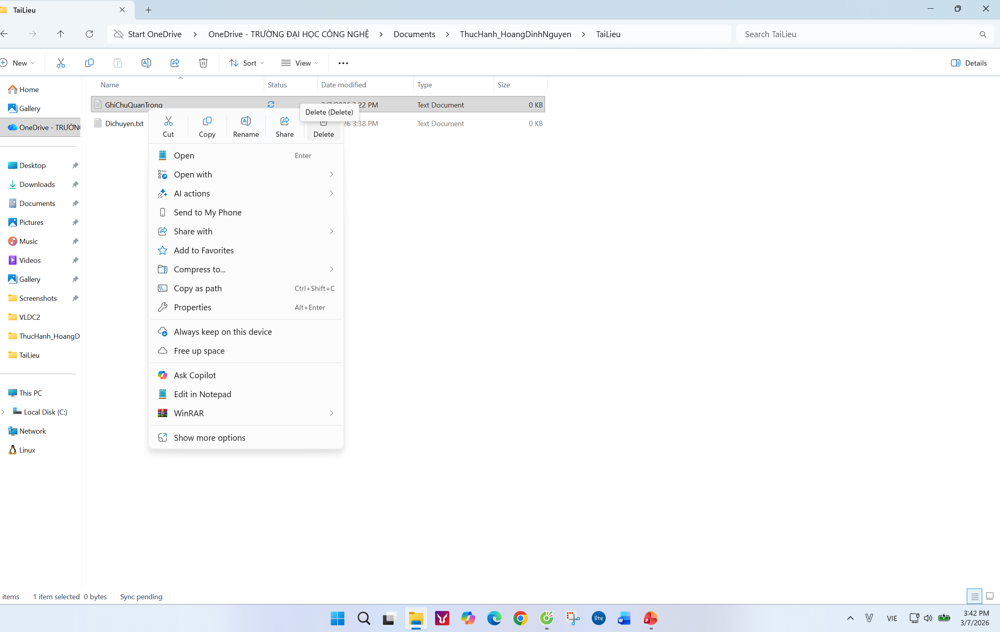 TaiLieu
Start OneDrive > OneDrive - TRƯỜNG ĐẠI HỌC CÔNG NGHỆ > Documents > ThucHanh_HoangDinhNguyen > TaiLieu
Search TaiLieu
New
Sort
View
Details
Name Status Date modified Type Size
GhiChuQuanTrong 22 PM Text Document 0 KB
Dichuyen.txt 26 3:38 PM Text Document 0 KB
Delete (Delete)
Cut Copy Rename Share Delete
Open Enter
Open with
AI actions
Send to My Phone
Share with
Add to Favorites
Compress to...
Copy as path Ctrl+Shift+C
Properties Alt+Enter
Always keep on this device
Free up space
Ask Copilot
Edit in Notepad
WinRAR
Show more options
Home
Gallery
OneDrive - TRƯỜN
Desktop
Downloads
Documents
Pictures
Music
Videos
Gallery
Screenshots
VLDC2
ThucHanh_HoangD
TaiLieu
This PC
Local Disk (C:)
Network
Linux
items 1 item selected 0 bytes Sync pending
lite
VIE
3:42 PM
3/7/2026